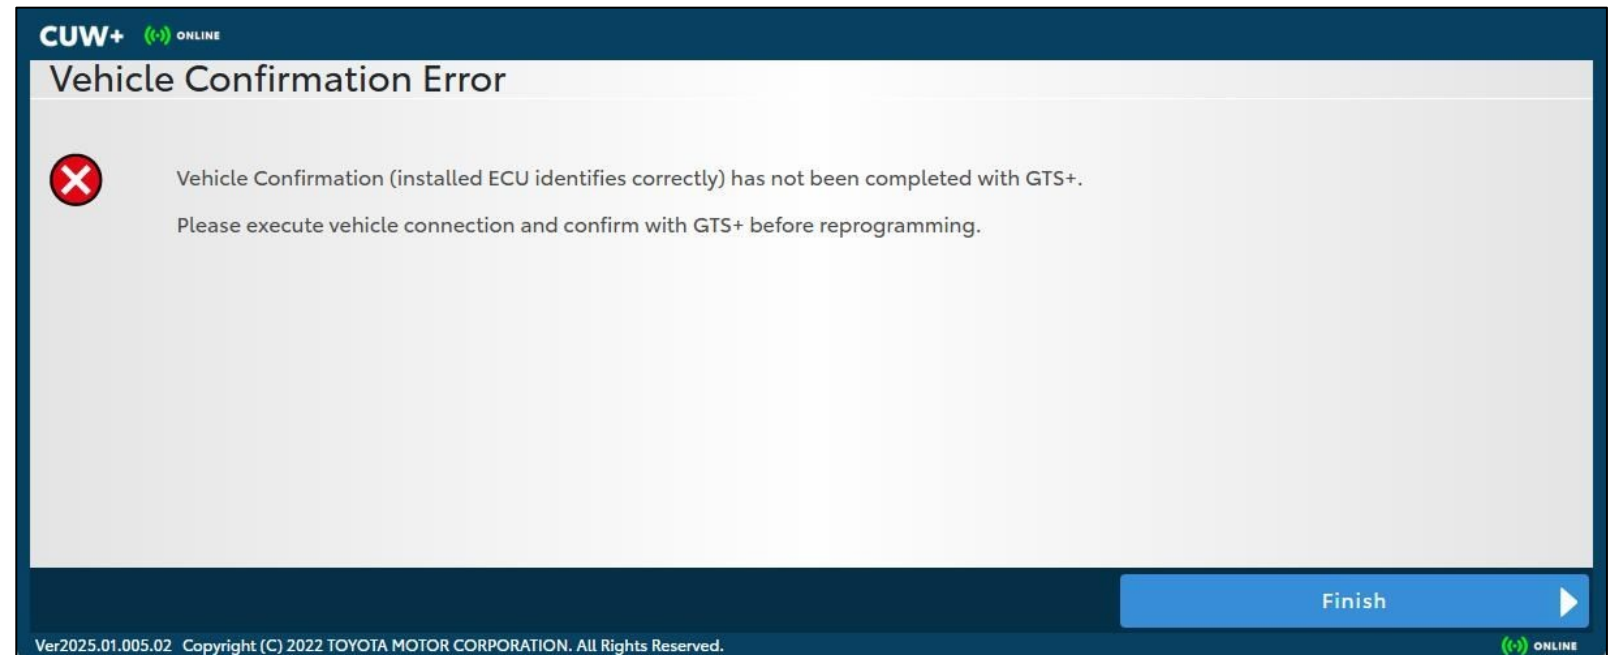 CUW+ ONLINE
Vehicle Confirmation Error
Vehicle Confirmation (installed ECU identifies correctly) has not been completed with GTS+.
Please execute vehicle connection and confirm with GTS+ before reprogramming.
Finish
Ver2025.01.005.02 Copyright (C) 2022 TOYOTA MOTOR CORPORATION. All Rights Reserved. ONLINE